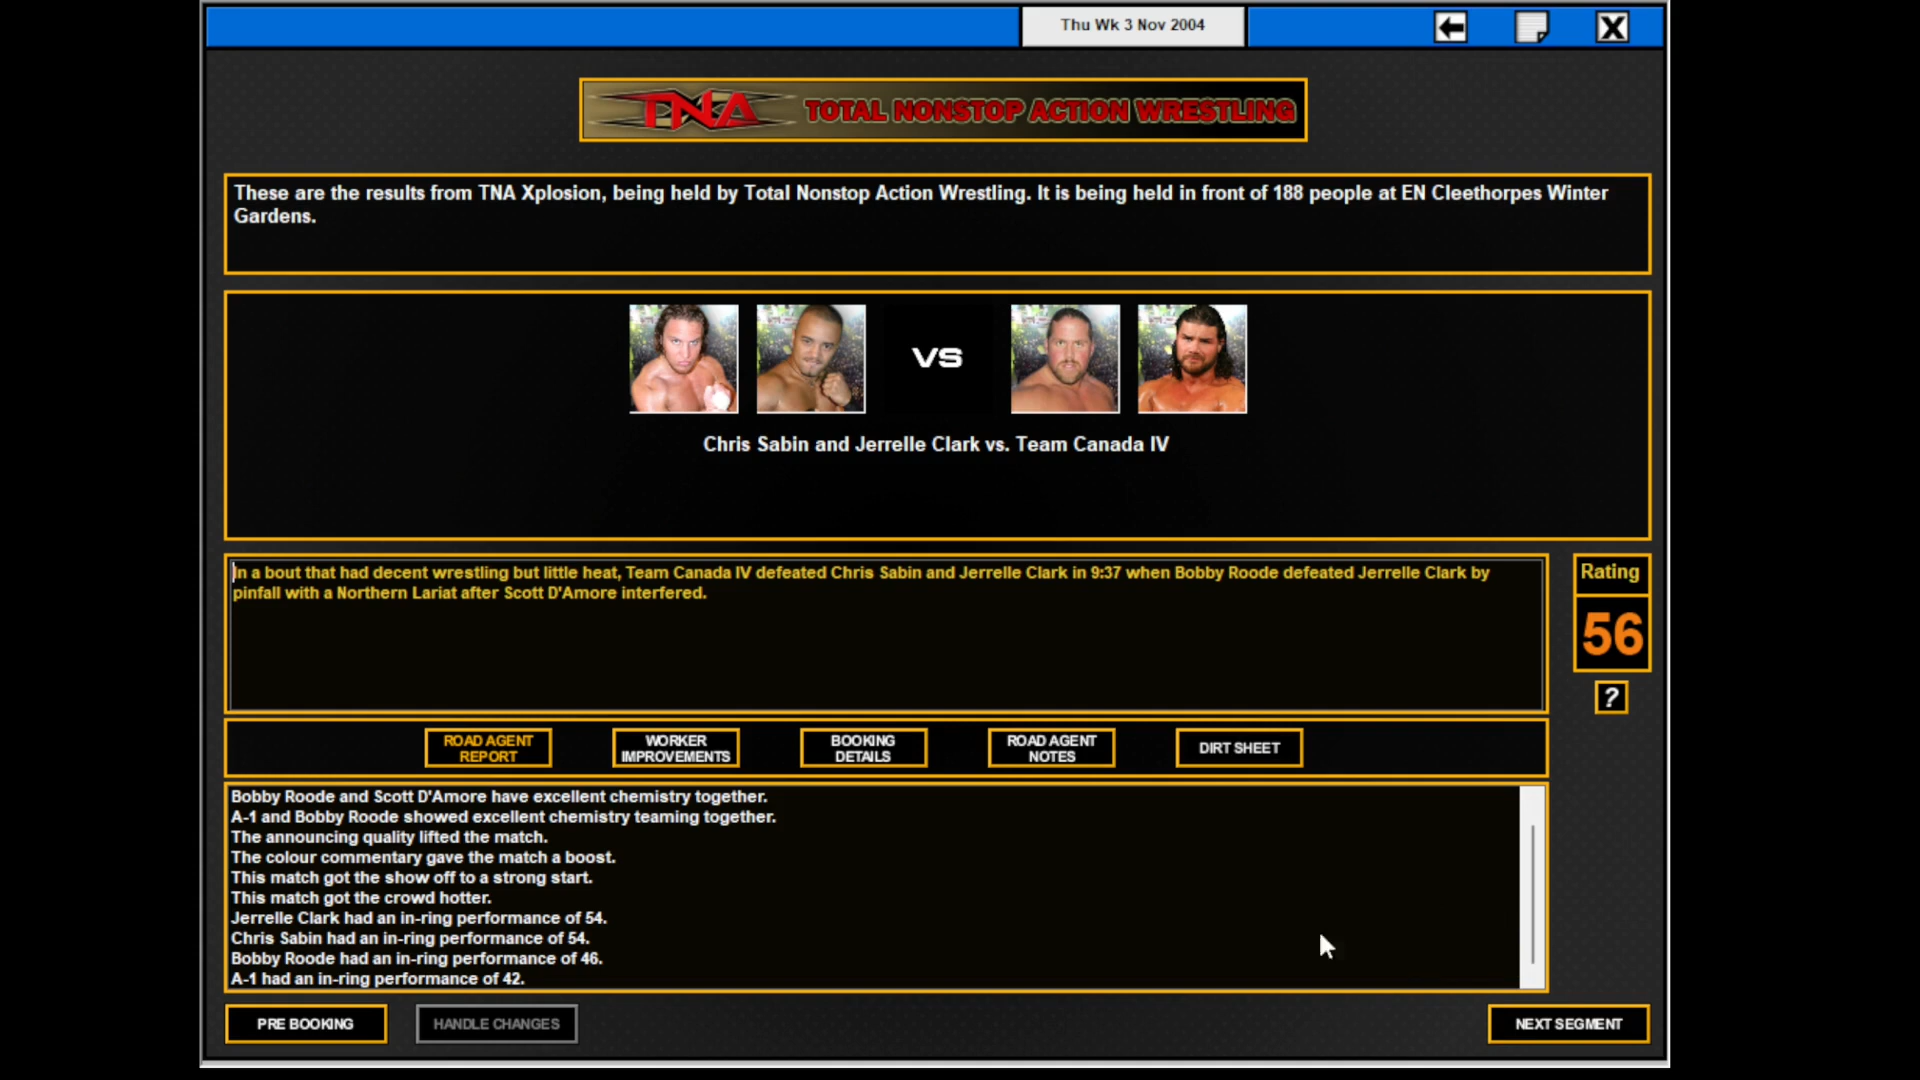 Thu Wk 3 Nov 2004
TNA TOTAL NONSTOP ACTION WRESTLING
These are the results from TNA Xplosion, being held by Total Nonstop Action Wrestling. It is being held in front of 188 people at EN Cleethorpes Winter
Gardens.
VS
Chris Sabin and Jerrelle Clark vs. Team Canada IV
In a bout that had decent wrestling but little heat, Team Canada IV defeated Chris Sabin and Jerrelle Clark in 9:37 when Bobby Roode defeated Jerrelle Clark by
pinfall with a Northern Lariat after Scott D'Amore interfered.
Rating
56
?
ROAD AGENT
REPORT
WORKER
IMPROVEMENTS
BOOKING
DETAILS
ROAD AGENT
NOTES
DIRT SHEET
Bobby Roode and Scott D'Amore have excellent chemistry together.
A-1 and Bobby Roode showed excellent chemistry teaming together.
The announcing quality lifted the match.
The colour commentary gave the match a boost.
This match got the show off to a strong start.
This match got the crowd hotter.
Jerrelle Clark had an in-ring performance of 54.
Chris Sabin had an in-ring performance of 54.
Bobby Roode had an in-ring performance of 46.
A-1 had an in-ring performance of 42.
PRE BOOKING
HANDLE CHANGES
NEXT SEGMENT